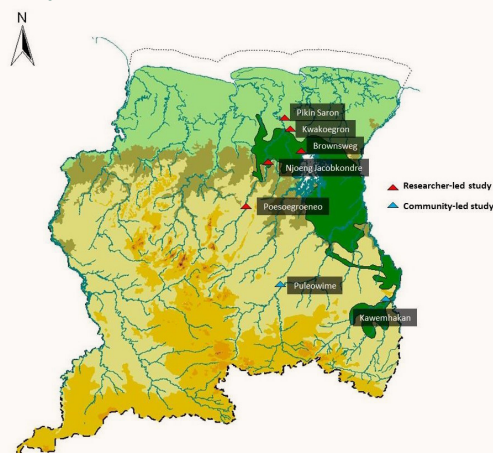 N
Pikin Saron
Kwakoegron
Brownsweg
Njoeng Jacobkondre
Researcher-led study
Poesoegroeneo
Community-led study
Puleowime
Kawemhakan